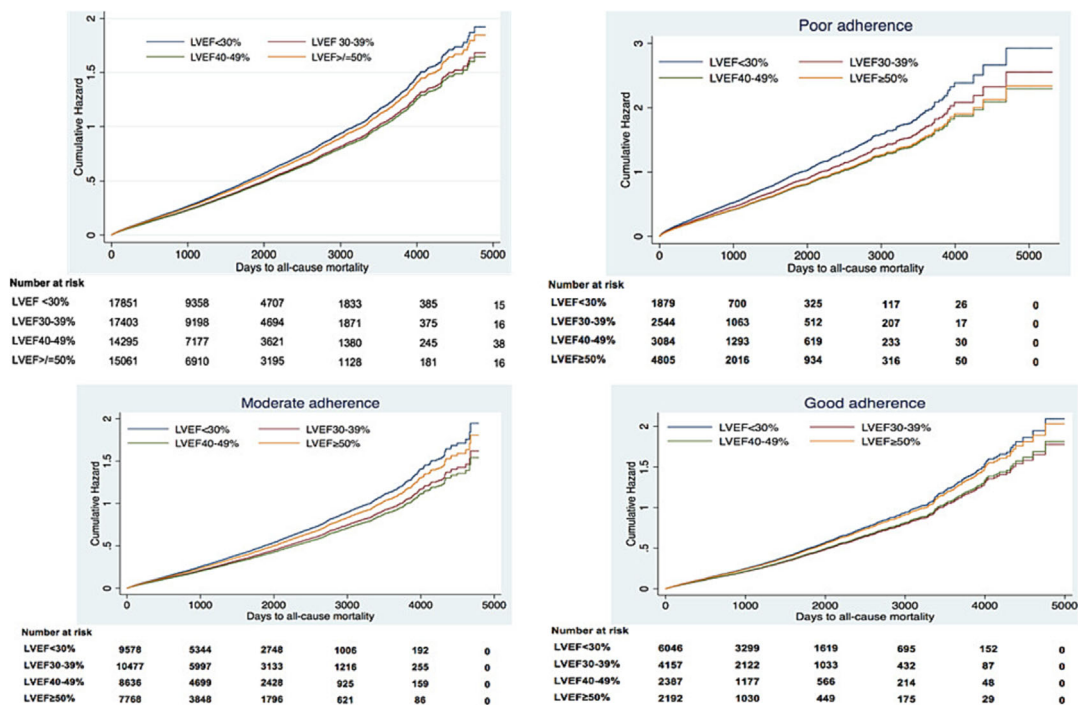 2
1.5
1
.5
0
Cumulative Hazard
LVEF<30%
LVEF 30-39%
LVEF40-49%
LVEF>/=50%
0 1000 2000 3000 4000 5000
Days to all-cause mortality
Number at risk
LVEF <30% 17851 9358 4707 1833 385 15
LVEF30-39% 17403 9198 4694 1871 375 16
LVEF40-49% 14295 7177 3621 1380 245 38
LVEF>/=50% 15061 6910 3195 1128 181 16
Poor adherence
3
2
1
0
Cumulative Hazard
LVEF<30%
LVEF30-39%
LVEF40-49%
LVEF≥50%
0 1000 2000 3000 4000 5000
Days to all-cause mortality
Number at risk
LVEF<30% 1879 700 325 117 26 0
LVEF30-39% 2544 1063 512 207 17 0
LVEF40-49% 3084 1293 619 233 30 0
LVEF≥50% 4805 2016 934 316 50 0
Moderate adherence
2
1.5
1
.5
0
Cumulative Hazard
LVEF<30%
LVEF30-39%
LVEF40-49%
LVEF≥50%
0 1000 2000 3000 4000 5000
Days to all-cause mortality
Number at risk
LVEF<30% 9578 5344 2748 1006 192 0
LVEF30-39% 10477 5997 3133 1216 255 0
LVEF40-49% 8636 4699 2428 925 159 0
LVEF≥50% 7768 3848 1796 621 86 0
Good adherence
2
1.5
1
.5
0
Cumulative Hazard
LVEF<30%
LVEF30-39%
LVEF40-49%
LVEF≥50%
0 1000 2000 3000 4000 5000
Days to all-cause mortality
Number at risk
LVEF<30% 6046 3299 1619 695 152 0
LVEF30-39% 4157 2122 1033 432 87 0
LVEF40-49% 2387 1177 566 214 48 0
LVEF≥50% 2192 1030 449 175 29 0